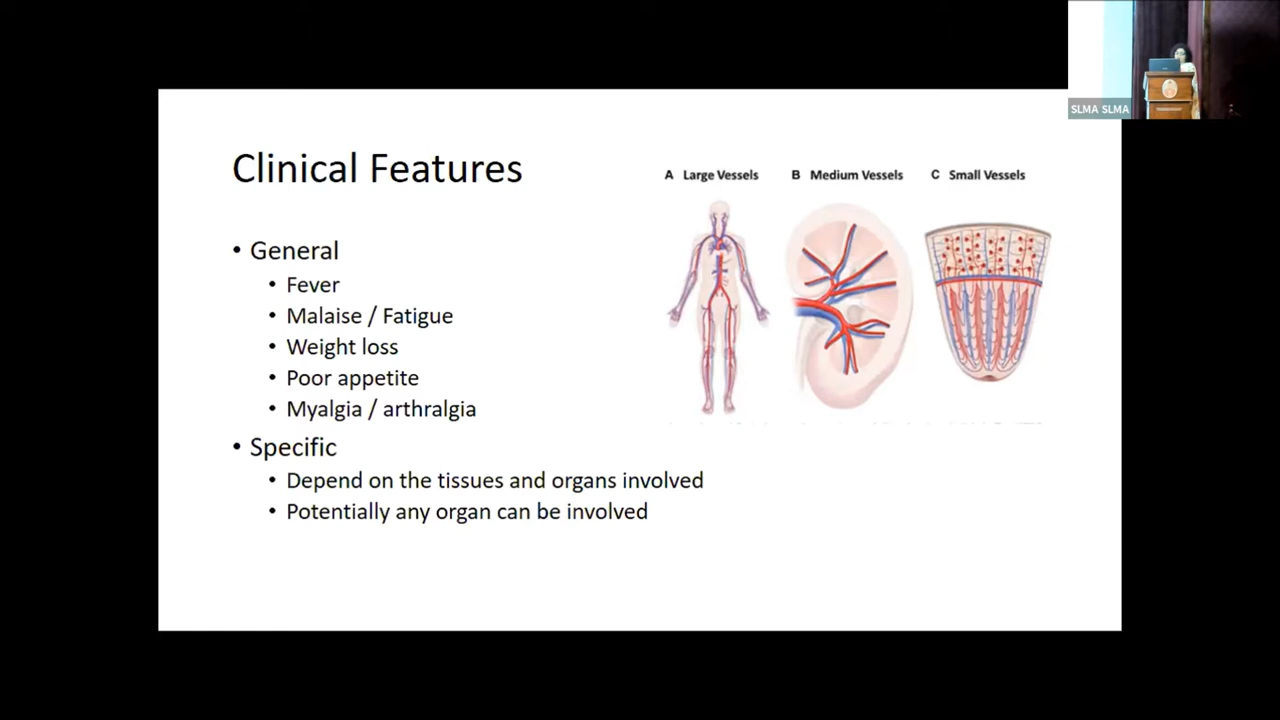 SLMA SLMA
Clinical Features
A Large Vessels
B Medium Vessels
C Small Vessels
• General
• Fever
• Malaise / Fatigue
• Weight loss
• Poor appetite
• Myalgia / arthralgia
• Specific
• Depend on the tissues and organs involved
• Potentially any organ can be involved